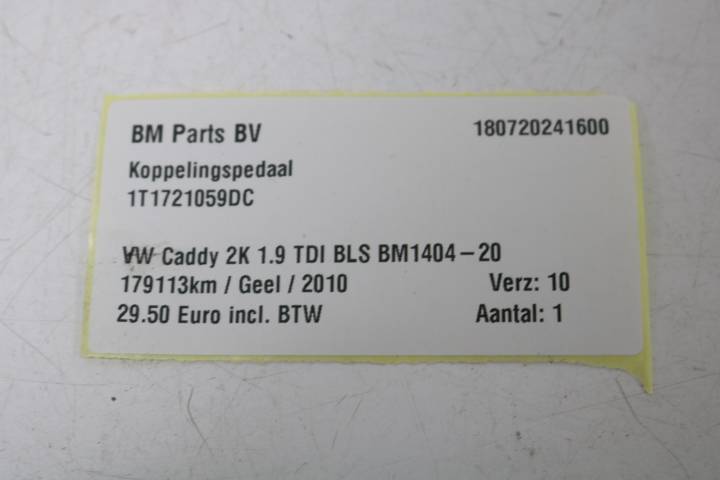 BM Parts BV 180720241600
Koppelingspedaal
1T1721059DC
VW Caddy 2K 1.9 TDI BLS BM1404-20
179113km / Geel / 2010 Verz: 10
29.50 Euro incl. BTW Aantal: 1